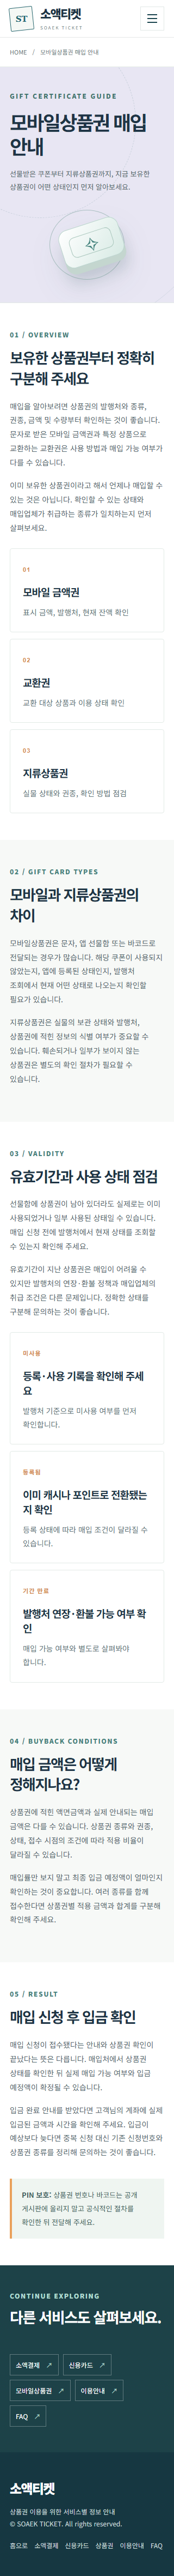 ST 소액티켓
SOAEK TICKET
HOME / 모바일상품권 매입 안내
GIFT CERTIFICATE GUIDE
모바일상품권 매입
안내
선물받은 쿠폰부터 지류상품권까지, 지금 보유한
상품권이 어떤 상태인지 먼저 알아보세요.
01 / OVERVIEW
보유한 상품권부터 정확히
구분해 주세요
매입을 알아보려면 상품권의 발행처와 종류,
권종, 금액 및 수량부터 확인하는 것이 좋습니다.
문자로 받은 모바일 금액권과 특정 상품으로
교환하는 교환권은 사용 방법과 매입 가능 여부가
다를 수 있습니다.
이미 보유한 상품권이라고 해서 언제나 매입할 수
있는 것은 아닙니다. 확인할 수 있는 상태와
매입업체가 취급하는 종류가 일치하는지 먼저
살펴보세요.
01
모바일 금액권
표시 금액, 발행처, 현재 잔액 확인
02
교환권
교환 대상 상품과 이용 상태 확인
03
지류상품권
실물 상태와 권종, 확인 방법 점검
02 / GIFT CARD TYPES
모바일과 지류상품권의
차이
모바일상품권은 문자, 앱 선물함 또는 바코드로
전달되는 경우가 많습니다. 해당 쿠폰이 사용되지
않았는지, 앱에 등록된 상태인지, 발행처
조회에서 현재 어떤 상태로 나오는지 확인할
필요가 있습니다.
지류상품권은 실물의 보관 상태와 발행처,
상품권에 적힌 정보의 식별 여부가 중요할 수
있습니다. 훼손되거나 일부가 보이지 않는
상품권은 별도의 확인 절차가 필요할 수
있습니다.
03 / VALIDITY
유효기간과 사용 상태 점검
선물함에 상품권이 남아 있더라도 실제로는 이미
사용되었거나 일부 사용된 상태일 수 있습니다.
매입 신청 전에 발행처에서 현재 상태를 조회할
수 있는지 확인해 주세요.
유효기간이 지난 상품권은 매입이 어려울 수
있지만 발행처의 연장·환불 정책과 매입업체의
취급 조건은 다른 문제입니다. 정확한 상태를
구분해 문의하는 것이 좋습니다.
미사용
등록·사용 기록을 확인해 주세
요
발행처 기준으로 미사용 여부를 먼저
확인합니다.
등록됨
이미 캐시나 포인트로 전환됐는
지 확인
등록 상태에 따라 매입 조건이 달라질 수
있습니다.
기간 만료
발행처 연장·환불 가능 여부 확
인
매입 가능 여부와 별도로 살펴봐야
합니다.
04 / BUYBACK CONDITIONS
매입 금액은 어떻게
정해지나요?
상품권에 적힌 액면금액과 실제 안내되는 매입
금액은 다를 수 있습니다. 상품권 종류와 권종,
상태, 접수 시점의 조건에 따라 적용 비율이
달라질 수 있습니다.
매입률만 보지 말고 최종 입금 예정액이 얼마인지
확인하는 것이 중요합니다. 여러 종류를 함께
접수한다면 상품권별 적용 금액과 합계를 구분해
확인해 주세요.
05 / RESULT
매입 신청 후 입금 확인
매입 신청이 접수됐다는 안내와 상품권 확인이
끝났다는 뜻은 다릅니다. 매입처에서 상품권
상태를 확인한 뒤 실제 매입 가능 여부와 입금
예정액이 확정될 수 있습니다.
입금 완료 안내를 받았다면 고객님의 계좌에 실제
입금된 금액과 시간을 확인해 주세요. 입금이
예상보다 늦다면 중복 신청 대신 기존 신청번호와
상품권 종류를 정리해 문의하는 것이 좋습니다.
PIN 보호: 상품권 번호나 바코드는 공개
게시판에 올리지 말고 공식적인 절차를
확인한 뒤 전달해 주세요.
CONTINUE EXPLORING
다른 서비스도 살펴보세요.
소액결제 ↗ 신용카드 ↗
모바일상품권 ↗ 이용안내 ↗
FAQ ↗
소액티켓
상품권 이용을 위한 서비스별 정보 안내
© SOAEK TICKET. All rights reserved.
홈으로 소액결제 신용카드 상품권 이용안내 FAQ